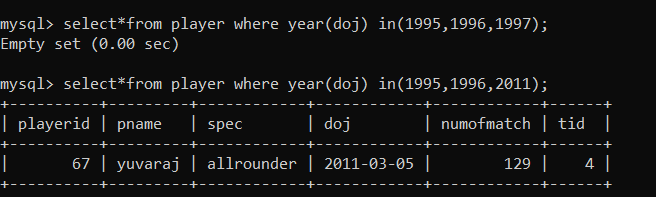 mysql> select*from player where year(doj) in(1995,1996,1997);
Empty set (0.00 sec)
mysql> select*from player where year(doj) in(1995,1996,2011);
+----------+---------+------------+------------+------------+------+
| playerid | pname   | spec       | doj        | numofmatch | tid  |
+----------+---------+------------+------------+------------+------+
|       67 | yuvaraj | allrounder | 2011-03-05 |        129 |    4 |
+----------+---------+------------+------------+------------+------+